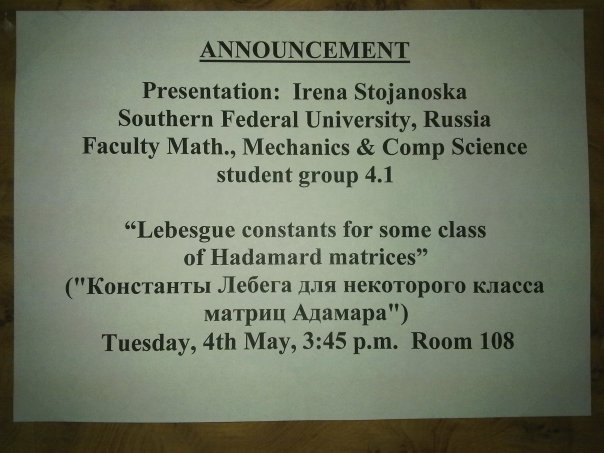 ANNOUNCEMENT
Presentation: Irena Stojanoska
Southern Federal University, Russia
Faculty Math., Mechanics & Comp Science
student group 4.1
“Lebesgue constants for some class
of Hadamard matrices”
("Константы Лебега для некоторого класса
матриц Адамара")
Tuesday, 4th May, 3:45 p.m. Room 108